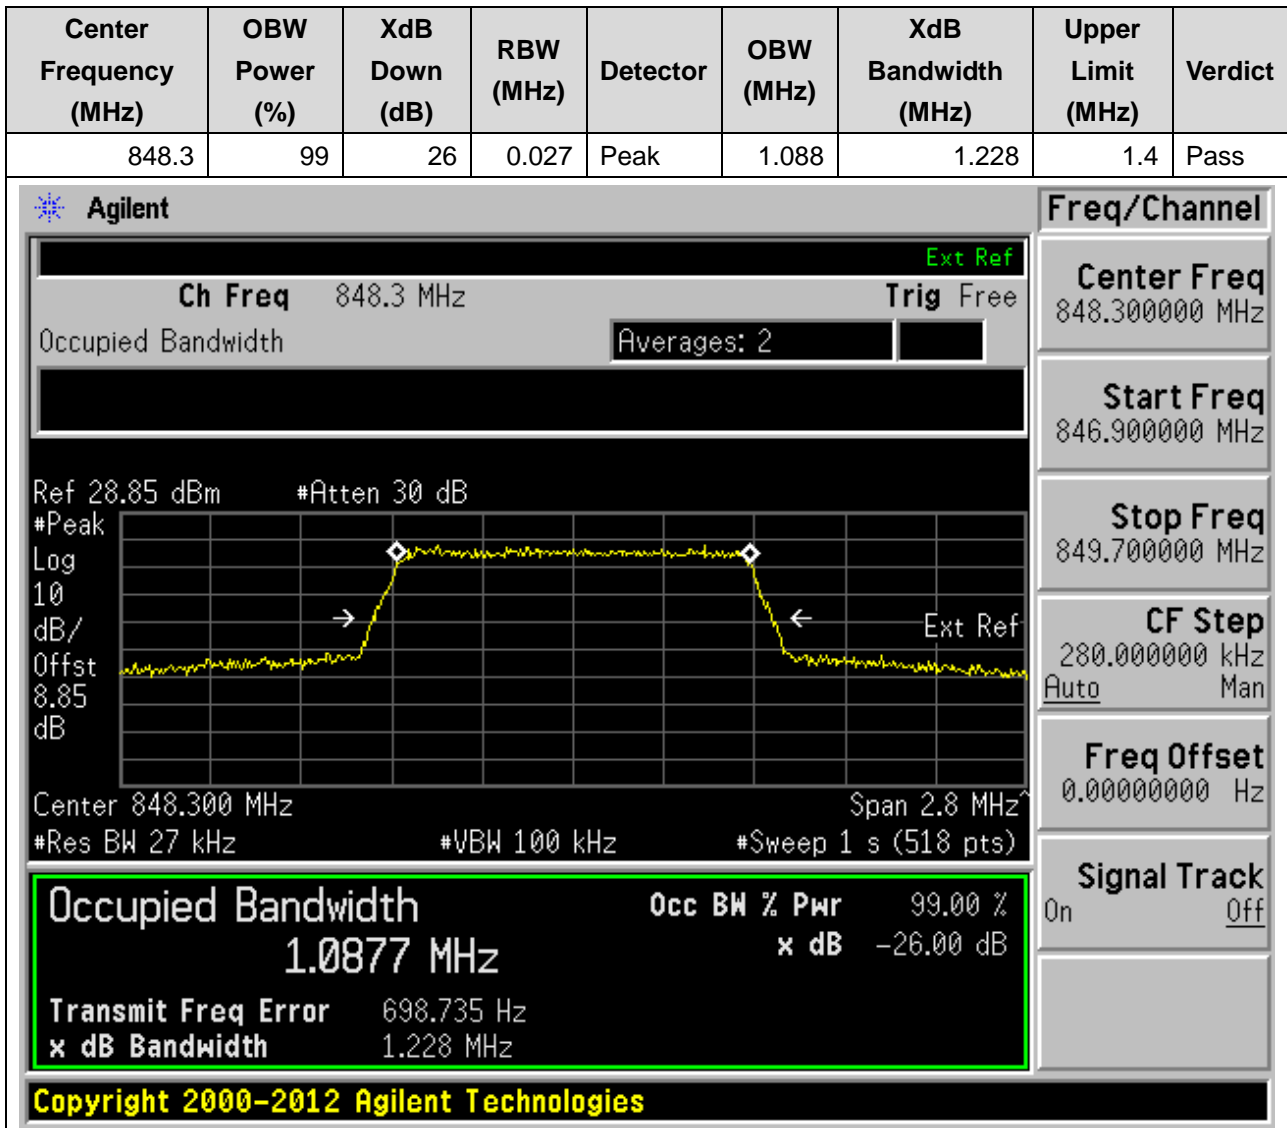 Center Frequency (MHz) OBW Power (%) XdB Down (dB) RBW (MHz) Detector OBW (MHz) XdB Bandwidth (MHz) Upper Limit (MHz) Verdict
848.3 99 26 0.027 Peak 1.088 1.228 1.4 Pass
Agilent
Ext Ref
Ch Freq 848.3 MHz Trig Free
Occupied Bandwidth Averages: 2
Ref 28.85 dBm #Atten 30 dB
#Peak
Log
10
dB/
Offst
8.85
dB
Ext Ref
Center 848.300 MHz Span 2.8 MHz^
#Res BW 27 kHz #VBW 100 kHz #Sweep 1 s (518 pts)
Occupied Bandwidth Occ BW % Pwr 99.00 %
1.0877 MHz x dB -26.00 dB
Transmit Freq Error 698.735 Hz
x dB Bandwidth 1.228 MHz
Copyright 2000-2012 Agilent Technologies
Freq/Channel
Center Freq
848.300000 MHz
Start Freq
846.900000 MHz
Stop Freq
849.700000 MHz
CF Step
280.000000 kHz
Auto Man
Freq Offset
0.00000000 Hz
Signal Track
On Off